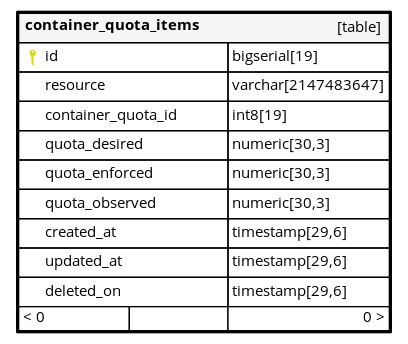 container_quota_items [table]
id bigserial[19]
resource varchar[2147483647]
container_quota_id int8[19]
quota_desired numeric[30,3]
quota_enforced numeric[30,3]
quota_observed numeric[30,3]
created_at timestamp[29,6]
updated_at timestamp[29,6]
deleted_on timestamp[29,6]
< 0 0 >